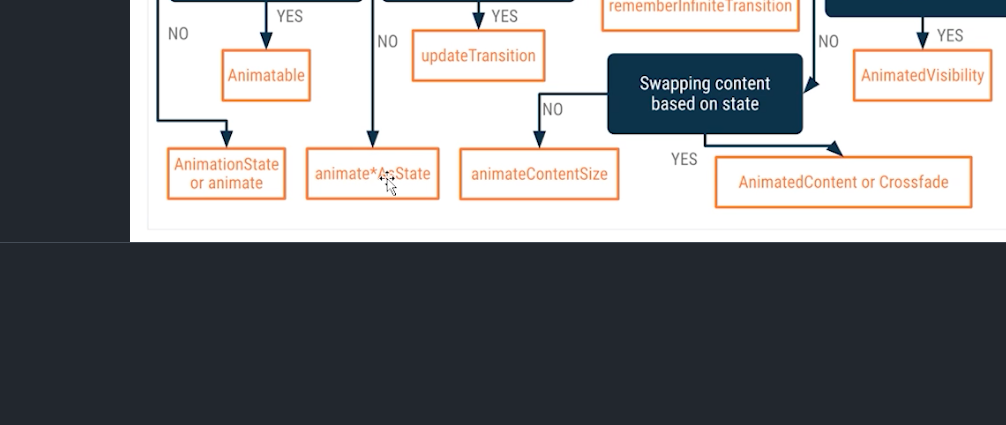 YES
YES
rememberInfiniteTransition
NO
NO
NO
YES
updateTransition
Animatable
AnimatedVisibility
Swapping content
based on state
NO
YES
AnimationState
or animate
animate*AsState
animateContentSize
AnimatedContent or Crossfade